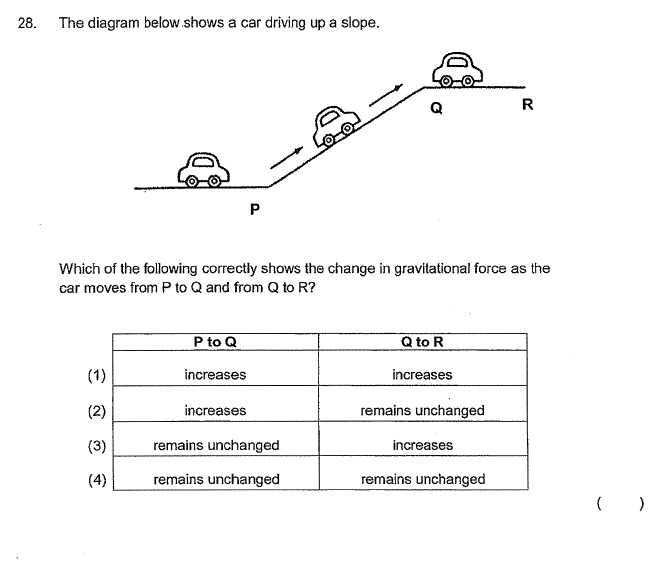 28. The diagram below shows a car driving up a slope.
Q
R
P
Which of the following correctly shows the change in gravitational force as the
car moves from P to Q and from Q to R?
P to Q Q to R
(1) increases increases
(2) increases remains unchanged
(3) remains unchanged increases
(4) remains unchanged remains unchanged
( )